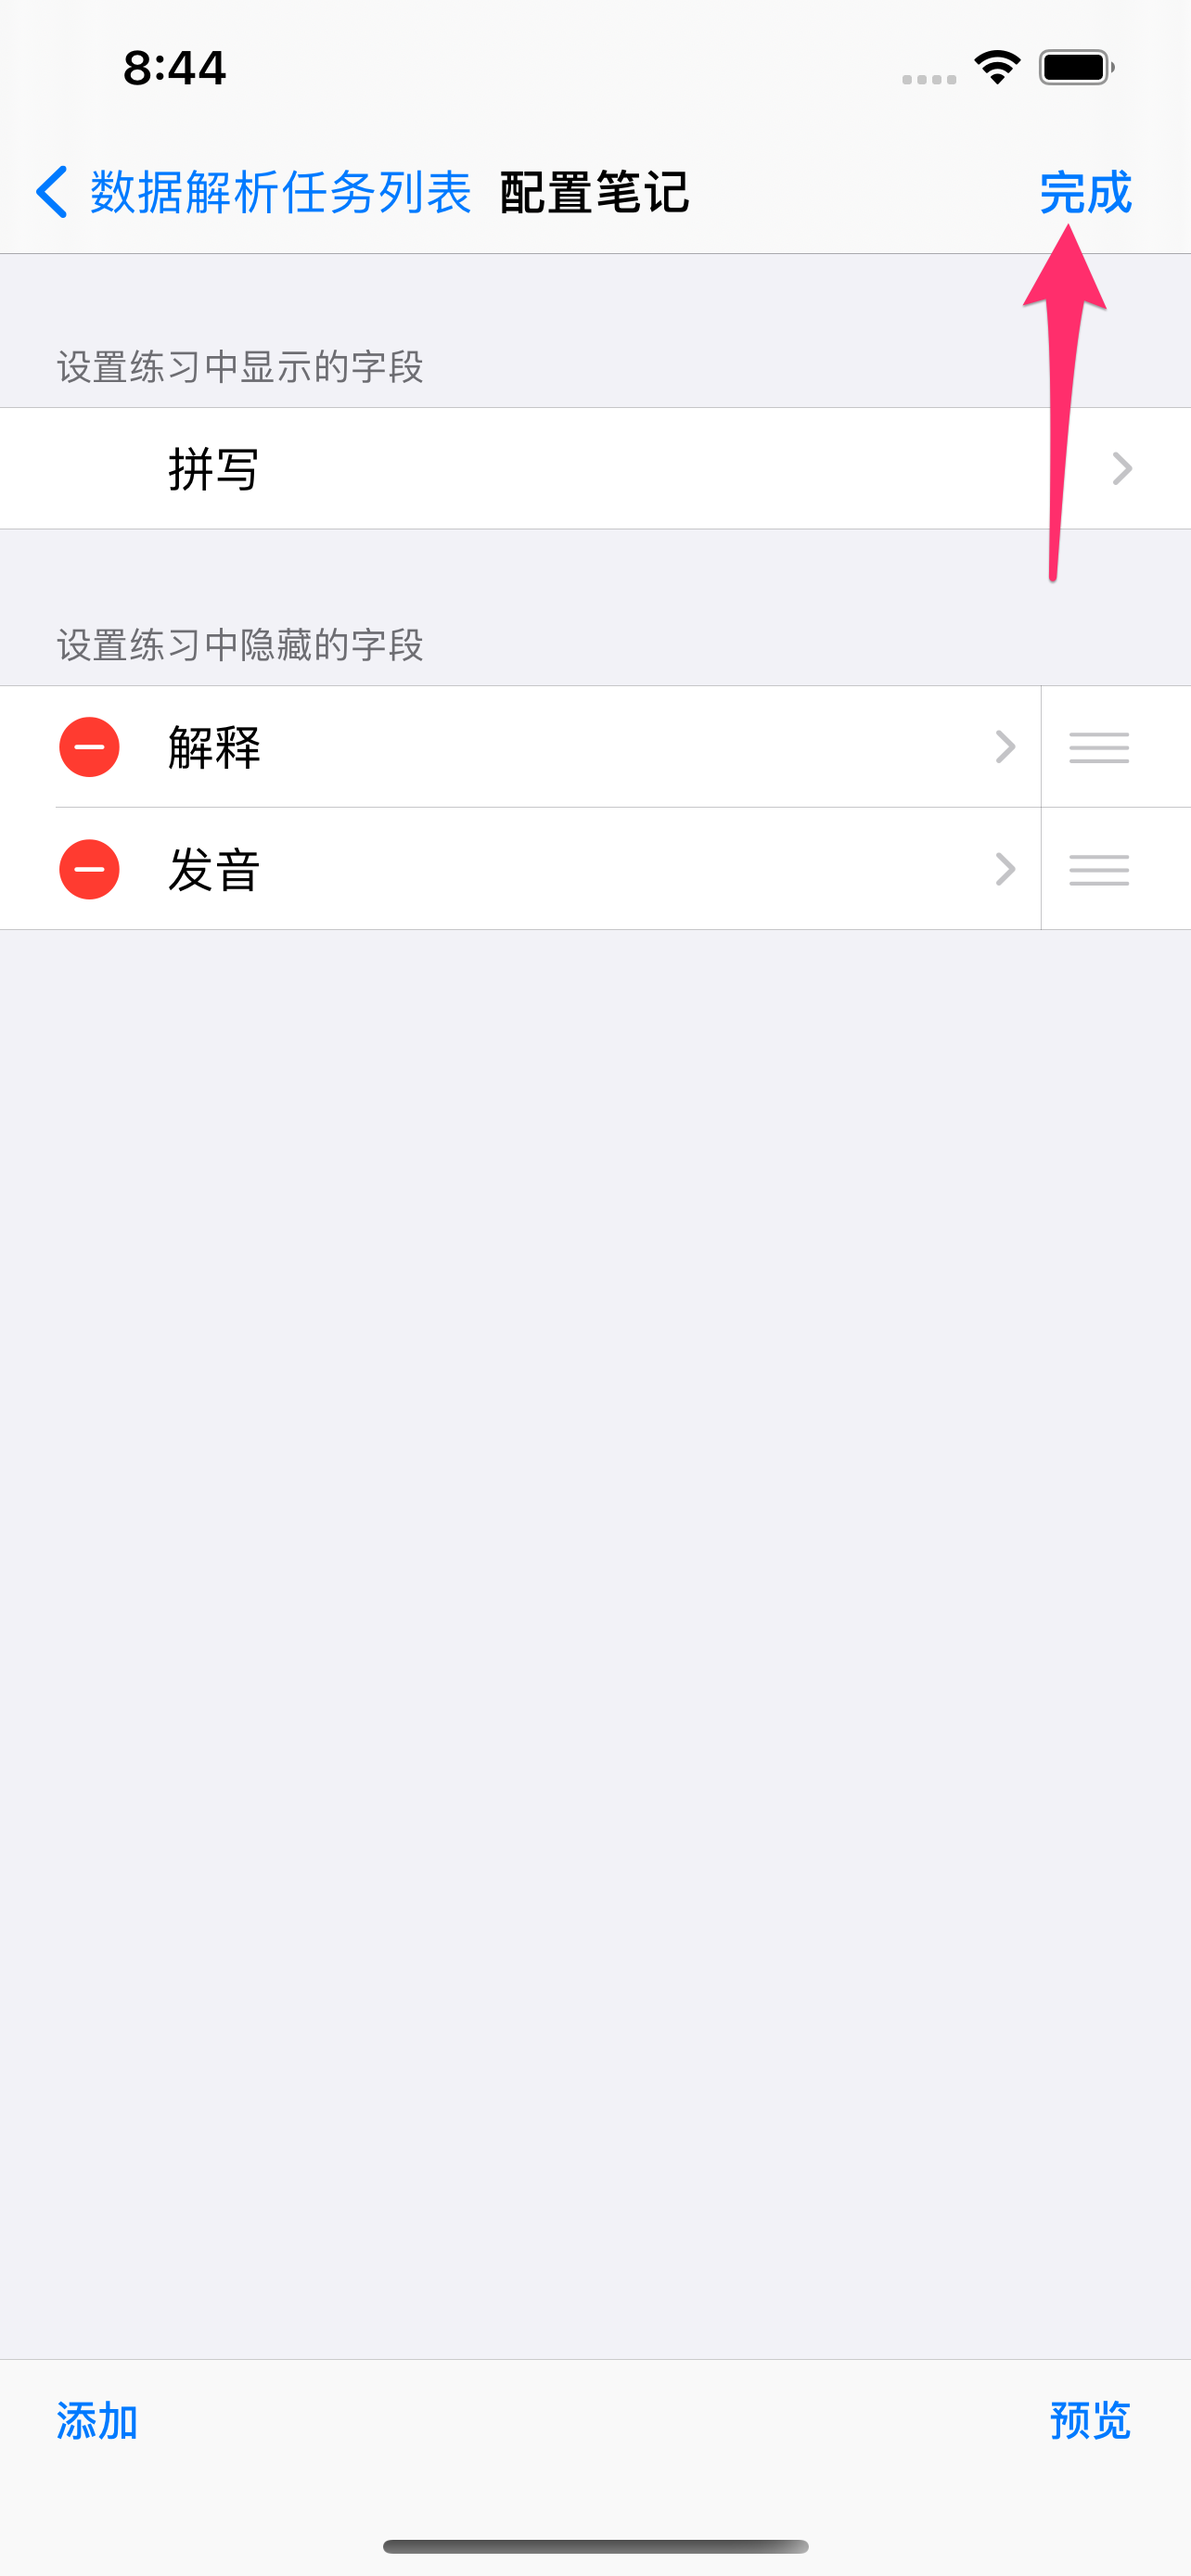 8:44
数据解析任务列表 配置笔记 完成
设置练习中显示的字段
拼写
设置练习中隐藏的字段
解释
发音
添加 预览